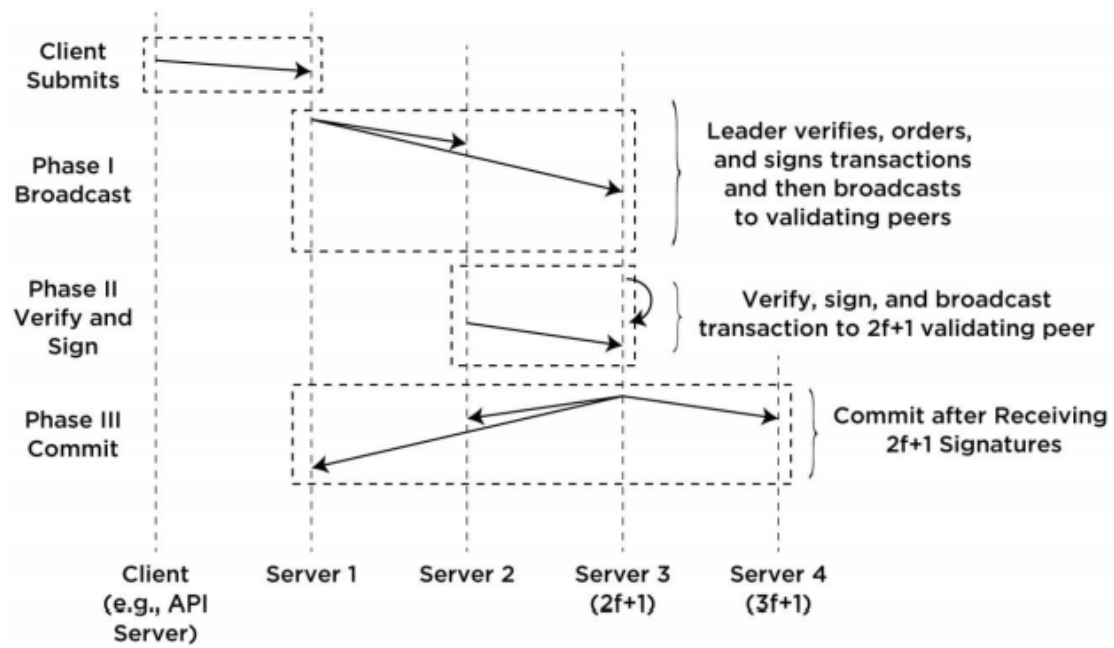 Client
Submits
Phase I
Broadcast
Leader verifies, orders,
and signs transactions
and then broadcasts
to validating peers
Phase II
Verify and
Sign
Verify, sign, and broadcast
transaction to 2f+1 validating peer
Phase III
Commit
Commit after Receiving
2f+1 Signatures
Client
(e.g., API
Server)
Server 1
Server 2
Server 3
(2f+1)
Server 4
(3f+1)